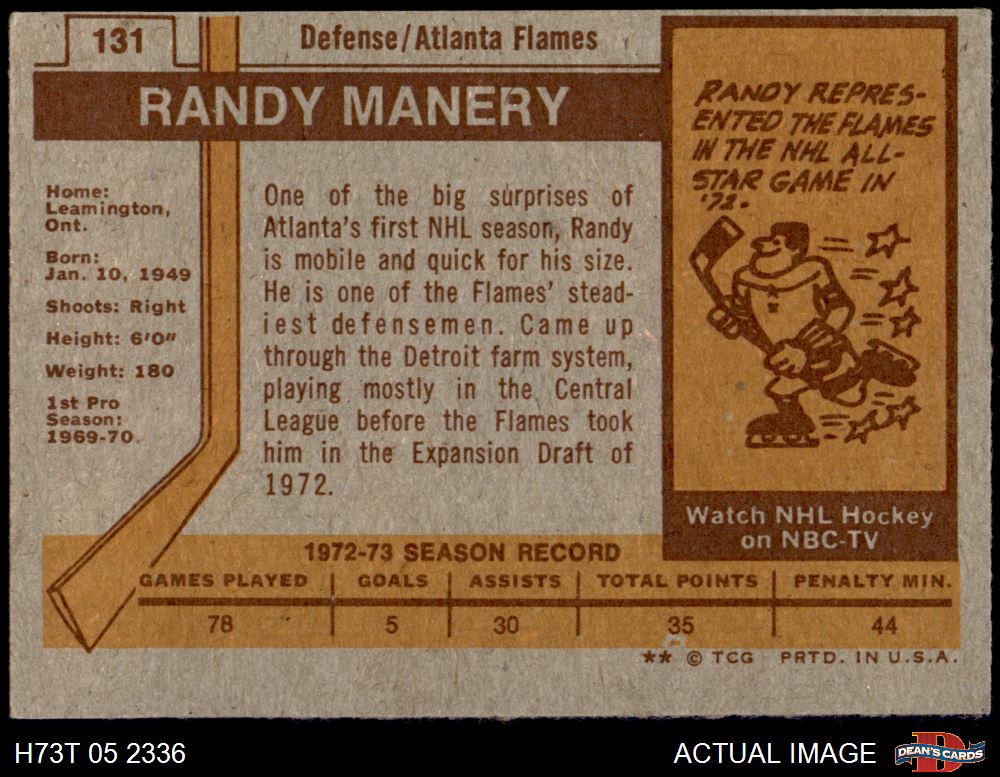 131
Defense/Atlanta Flames
RANDY MANERY
Home:
Leamington,
Ont.
Born:
Jan. 10, 1949
Shoots: Right
Height: 6'0"
Weight: 180
1st Pro
Season:
1969-70.
One of the big surprises of
Atlanta's first NHL season, Randy
is mobile and quick for his size.
He is one of the Flames' stead-
iest defensemen. Came up
through the Detroit farm system,
playing mostly in the Central
League before the Flames took
him in the Expansion Draft of
1972.
RANDY REPRES-
ENTED THE FLAMES
IN THE NHL ALL-
STAR GAME IN
'72.
Watch NHL Hockey
on NBC-TV
1972-73 SEASON RECORD
GAMES PLAYED GOALS ASSISTS TOTAL POINTS PENALTY MIN.
78 5 30 35 44
** © TCG PRTD. IN U.S.A.
H73T 05 2336
ACTUAL IMAGE
DEAN'S CARDS